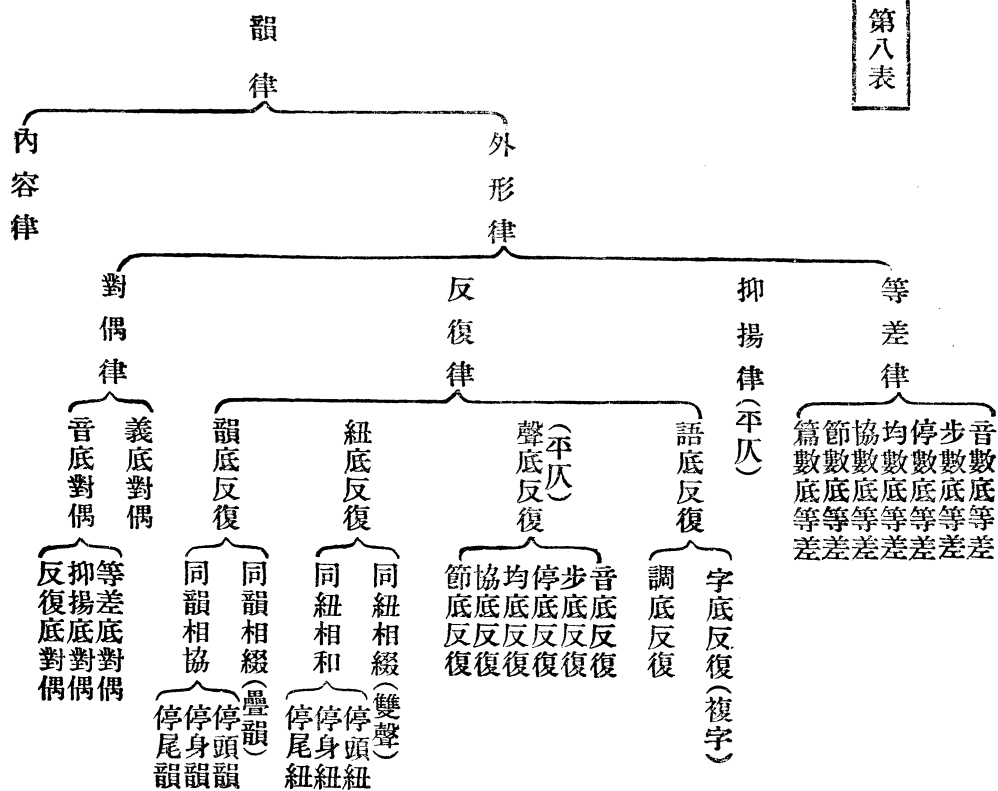 第八表
韻律
外形律
內容律
等差律
抑揚律(平仄)
反復律
對偶律
音數底等差
步數底等差
停數底等差
均數底等差
協數底等差
節數底等差
篇數底等差
語底反復
聲底反復(平仄)
紐底反復
韻底反復
義底對偶
音底對偶
字底反復(複字)
調底反復
音底反復
步底反復
停底反復
均底反復
協底反復
節底反復
同紐相綴(雙聲)
同紐相和
同韻相綴(疊韻)
同韻相協
等差底對偶
抑揚底對偶
反復底對偶
停頭紐
停身紐
停尾紐
停頭韻
停身韻
停尾韻